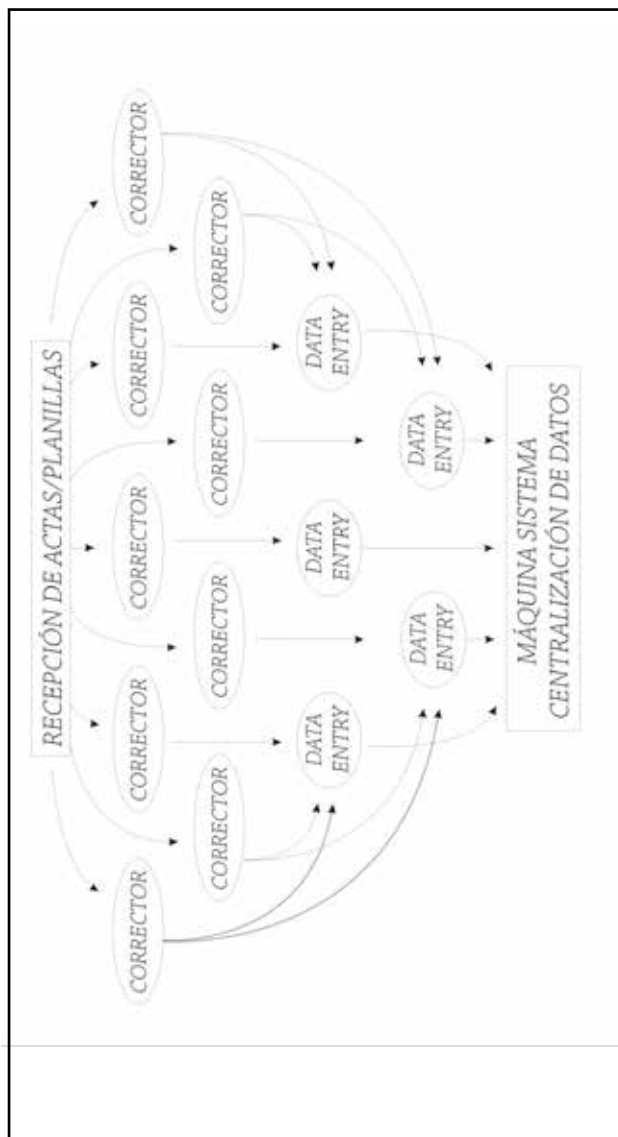 RECEPCIÓN DE ACTAS/PLANILLAS
CORRECTOR
CORRECTOR
CORRECTOR
CORRECTOR
CORRECTOR
CORRECTOR
CORRECTOR
CORRECTOR
CORRECTOR
DATA
ENTRY
DATA
ENTRY
DATA
ENTRY
DATA
ENTRY
DATA
ENTRY
MÁQUINA SISTEMA
CENTRALIZACIÓN DE DATOS